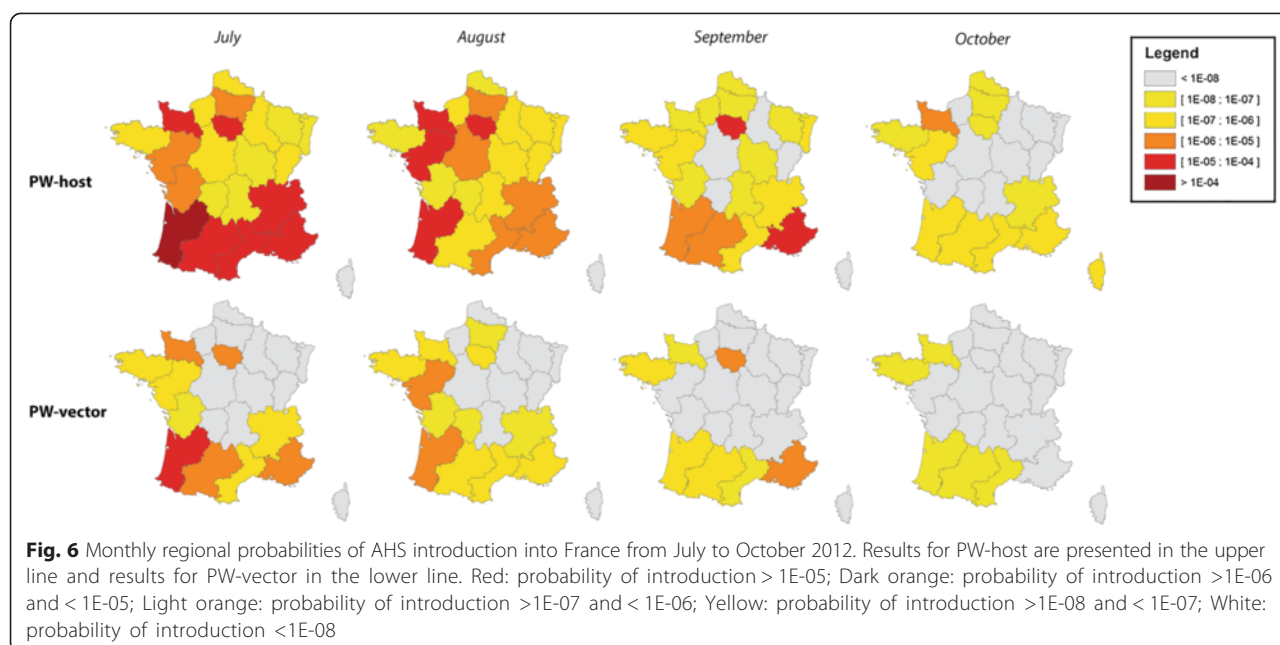 July August September October
Legend
< 1E-08
[ 1E-08 ; 1E-07 ]
[ 1E-07 ; 1E-06 ]
[ 1E-06 ; 1E-05 ]
[ 1E-05 ; 1E-04 ]
> 1E-04
PW-host
PW-vector
Fig. 6 Monthly regional probabilities of AHS introduction into France from July to October 2012. Results for PW-host are presented in the upper
line and results for PW-vector in the lower line. Red: probability of introduction > 1E-05; Dark orange: probability of introduction >1E-06
and < 1E-05; Light orange: probability of introduction >1E-07 and < 1E-06; Yellow: probability of introduction >1E-08 and < 1E-07; White:
probability of introduction <1E-08